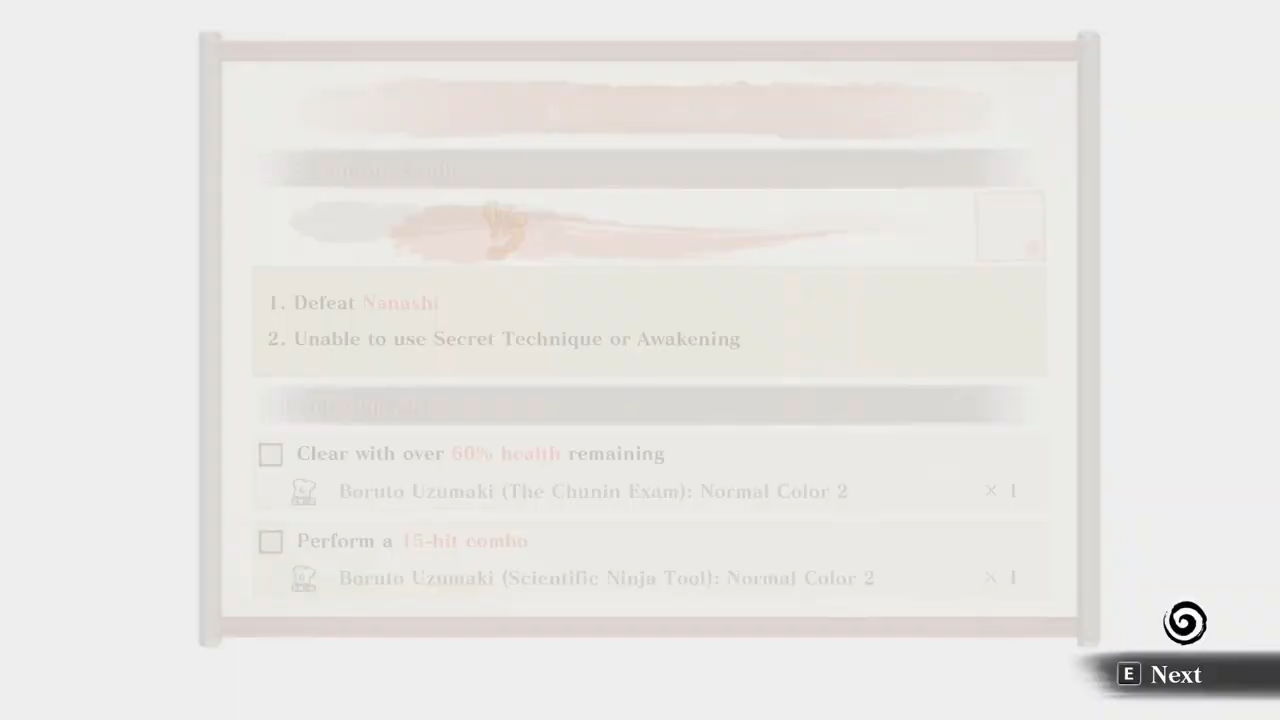 1. Defeat Nanashi
2. Unable to use Secret Technique or Awakening
Clear with over 60% health remaining
Boruto Uzumaki (The Chunin Exam): Normal Color 2 × 1
Perform a 15-hit combo
Boruto Uzumaki (Scientific Ninja Tool): Normal Color 2 × 1
E Next